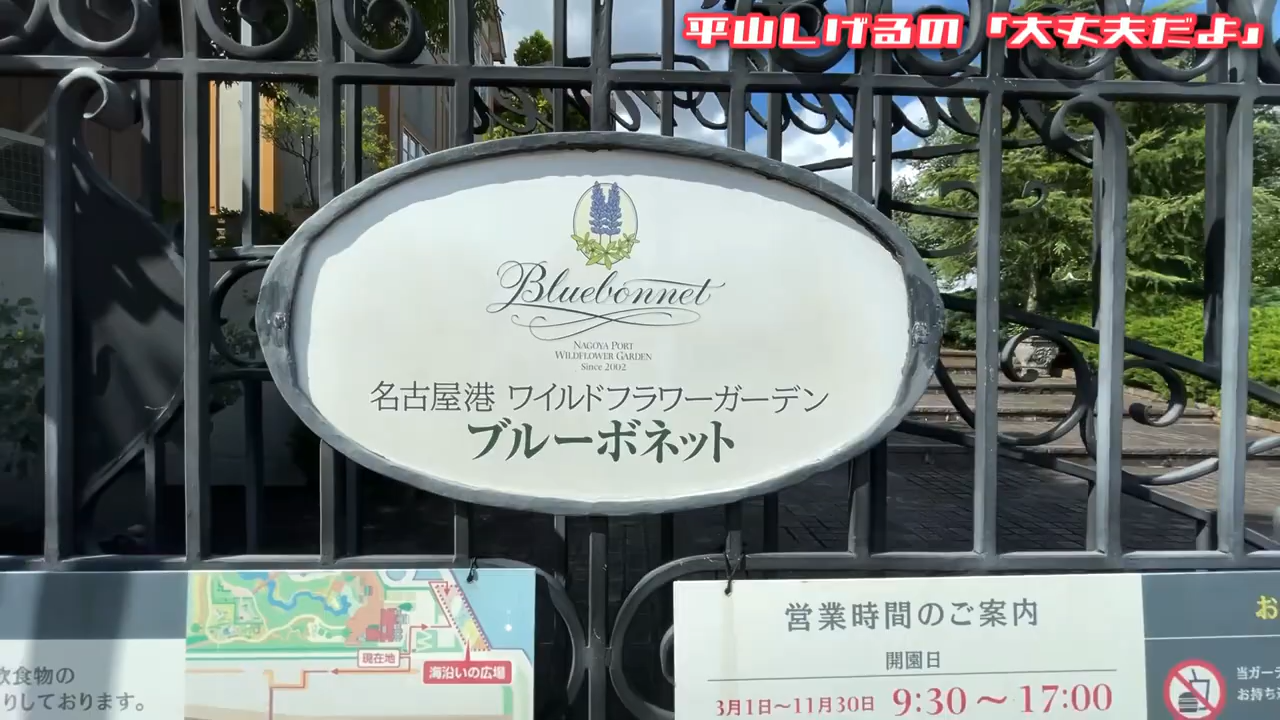 平山しげるの「大丈夫だよ」
Bluebonnet
NAGOYA PORT
WILDFLOWER GARDEN
Since 2002
名古屋港 ワイルドフラワーガーデン
ブルーボネット
飲食物の
りしております。
現在地
海沿いの広場
営業時間のご案内
開園日
3月1日～11月30日 9:30～17:00
お
当ガーデ
お持ち